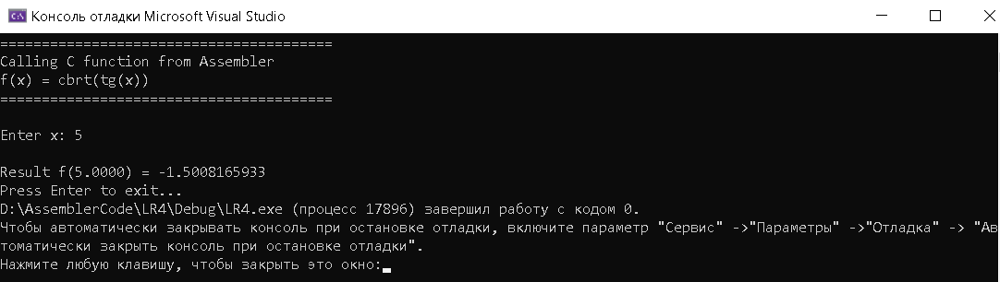 Консоль отладки Microsoft Visual Studio
========================================
Calling C function from Assembler
f(x) = cbrt(tg(x))
========================================
Enter x: 5
Result f(5.0000) = -1.5008165933
Press Enter to exit...
D:\AssemblerCode\LR4\Debug\LR4.exe (процесс 17896) завершил работу с кодом 0.
Чтобы автоматически закрывать консоль при остановке отладки, включите параметр "Сервис" ->"Параметры" ->"Отладка" -> "Ав
томатически закрыть консоль при остановке отладки".
Нажмите любую клавишу, чтобы закрыть это окно: